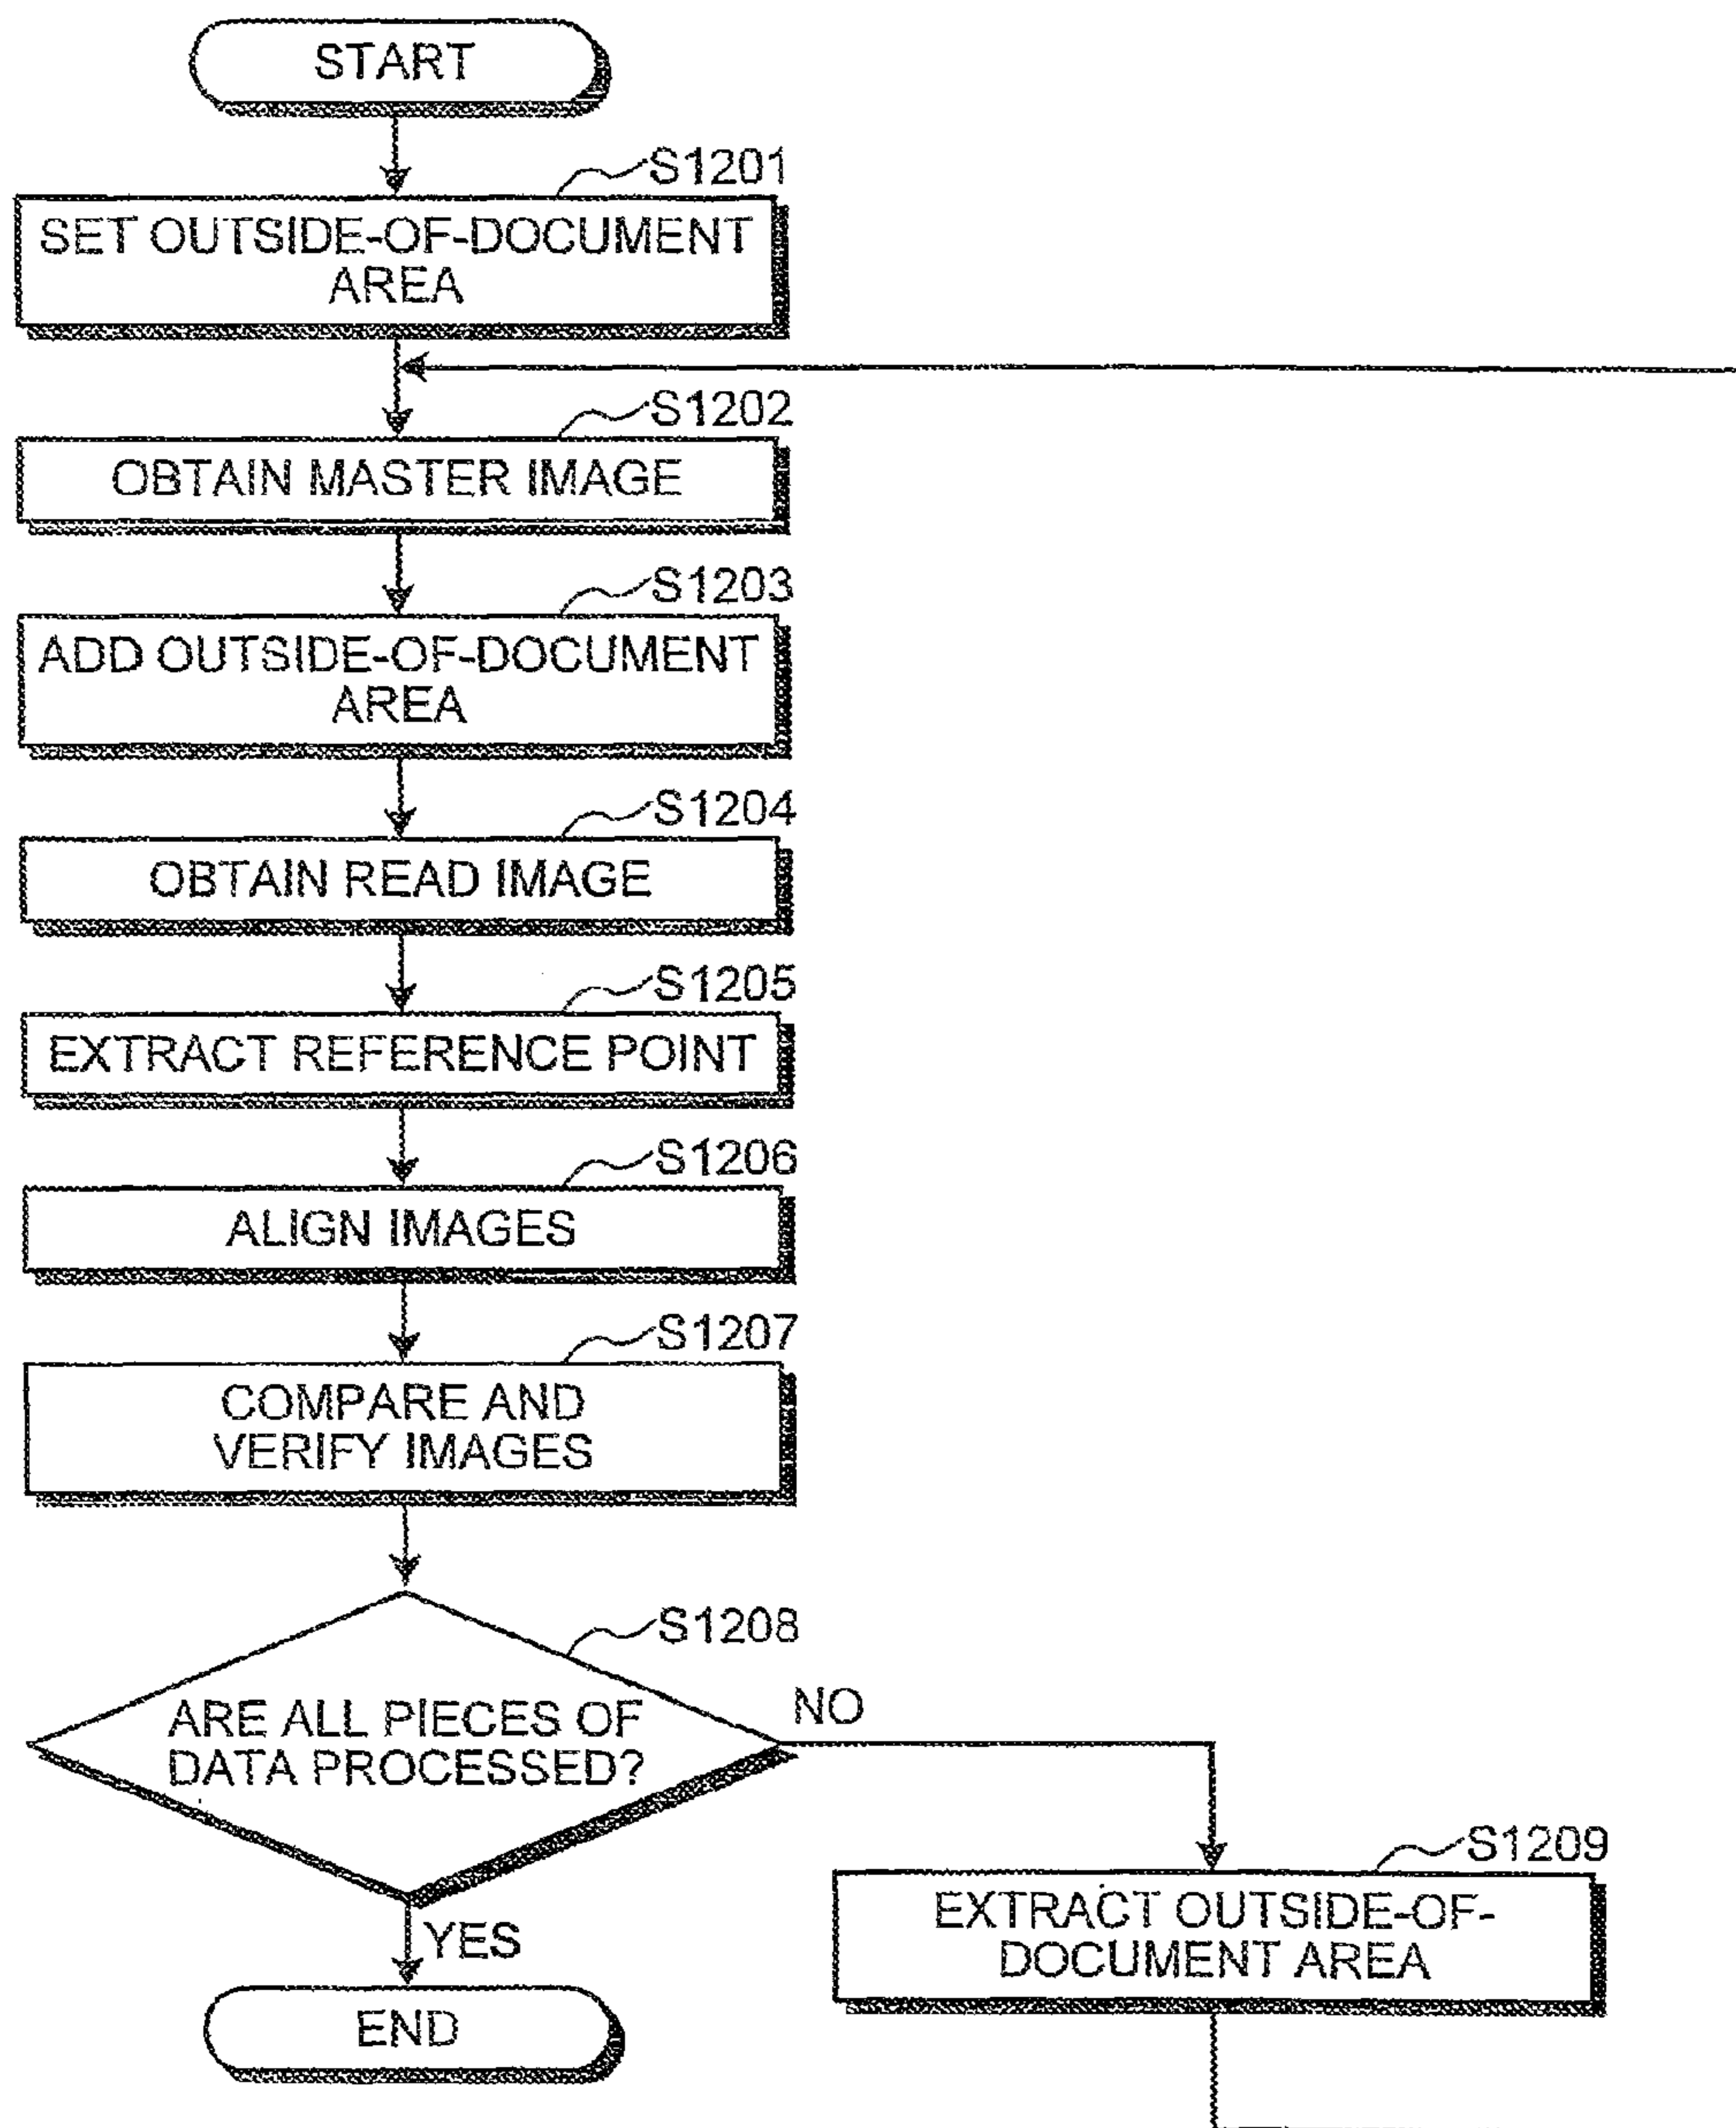 START
S1201
SET OUTSIDE-OF-DOCUMENT
AREA
S1202
OBTAIN MASTER IMAGE
S1203
ADD OUTSIDE-OF-DOCUMENT
AREA
S1204
OBTAIN READ IMAGE
S1205
EXTRACT REFERENCE POINT
S1206
ALIGN IMAGES
S1207
COMPARE AND
VERIFY IMAGES
S1208
ARE ALL PIECES OF
DATA PROCESSED?
NO
S1209
EXTRACT OUTSIDE-OF-
DOCUMENT AREA
YES
END